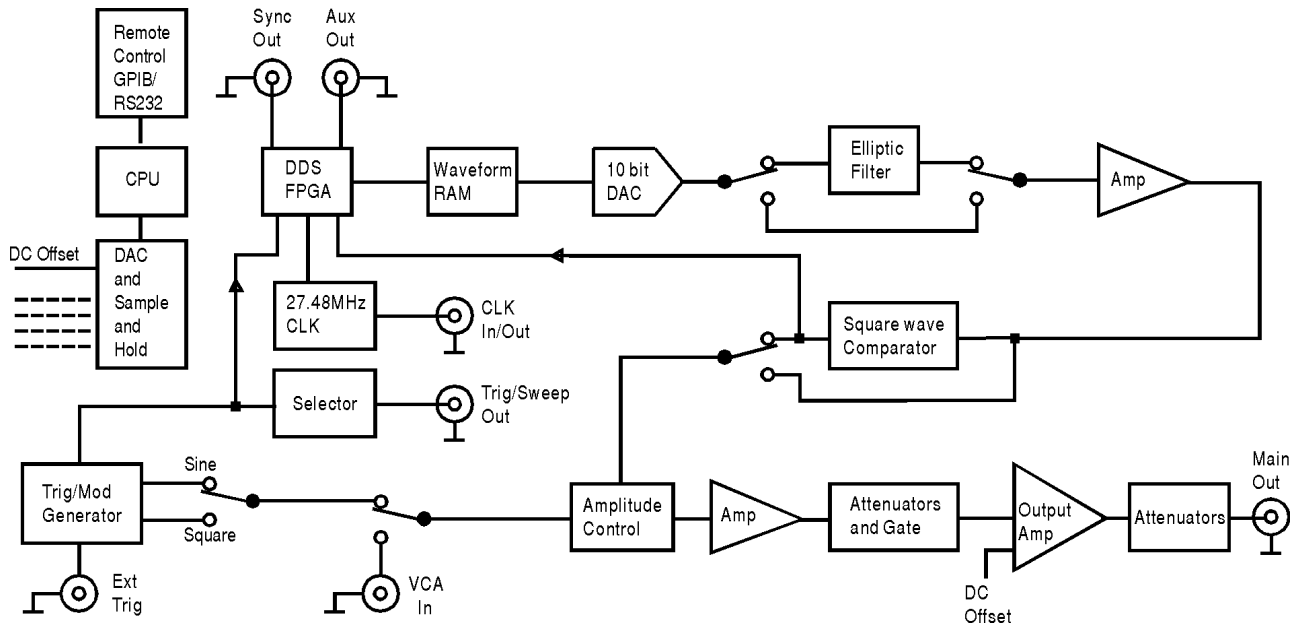 Remote
Control
GPIB/
RS232
Sync
Out
Aux
Out
CPU
DDS
FPGA
Waveform
RAM
10 bit
DAC
Elliptic
Filter
Amp
DC Offset
DAC
and
Sample
and
Hold
27.48MHz
CLK
CLK
In/Out
Square wave
Comparator
Selector
Trig/Sweep
Out
Trig/Mod
Generator
Sine
Square
Ext
Trig
VCA
In
Amplitude
Control
Amp
Attenuators
and Gate
Output
Amp
DC
Offset
Attenuators
Main
Out